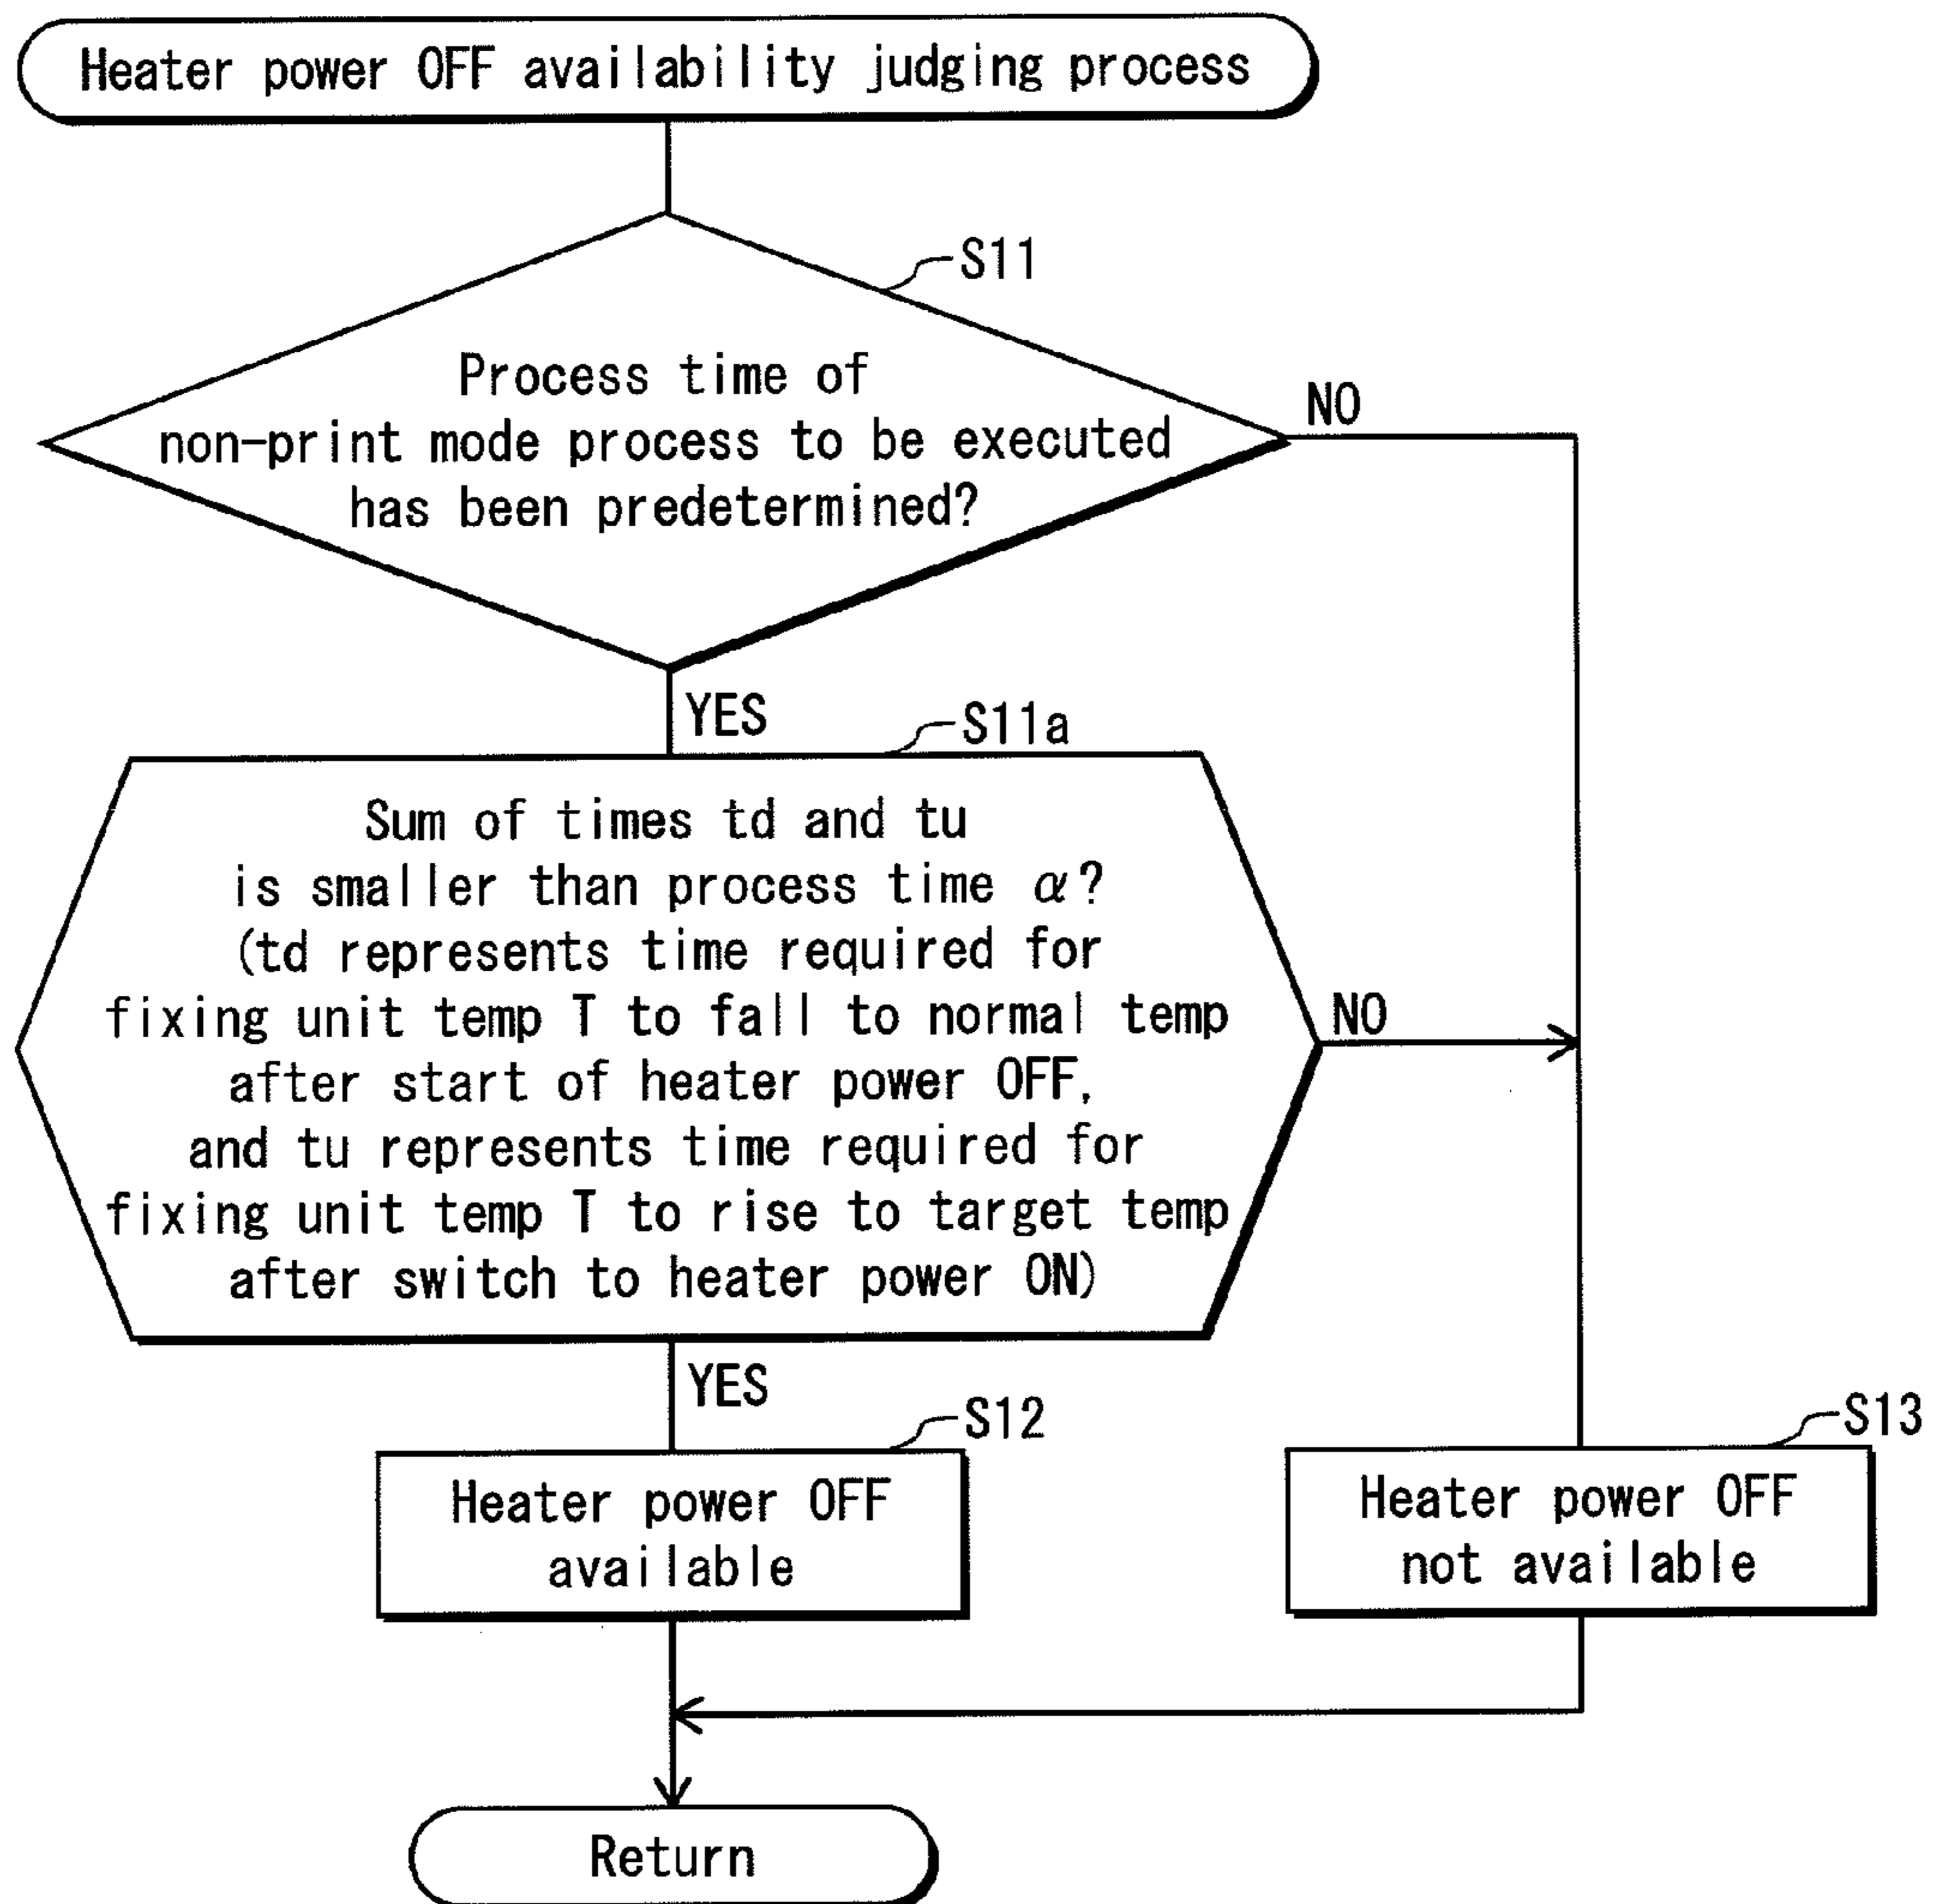 Heater power OFF availability judging process
S11
Process time of
non-print mode process to be executed
has been predetermined?
NO
YES
S11a
Sum of times td and tu
is smaller than process time α?
(td represents time required for
fixing unit temp T to fall to normal temp
after start of heater power OFF,
and tu represents time required for
fixing unit temp T to rise to target temp
after switch to heater power ON)
NO
YES
S12
Heater power OFF
available
S13
Heater power OFF
not available
Return